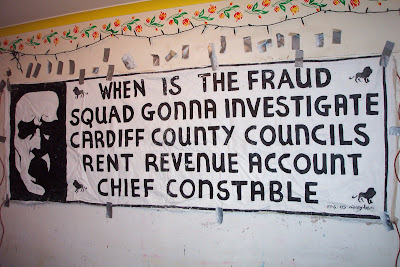 WHEN IS THE FRAUD
SQUAD GONNA INVESTIGATE
CARDIFF COUNTY COUNCILS
RENT REVENUE ACCOUNT
CHIEF CONSTABLE